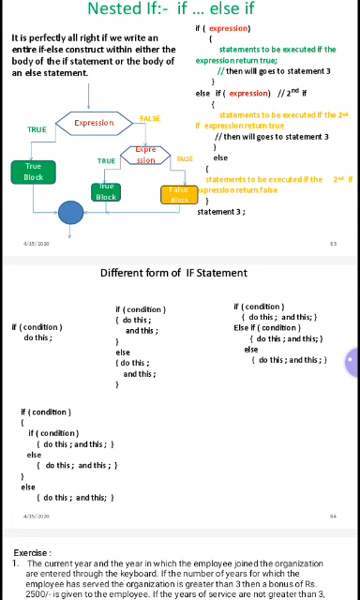 Nested If:- if ... else if
It is perfectly all right if we write an
entire if-else construct within either the
body of the if statement or the body of
an else statement.
if ( expression)
{
statements to be executed if the
expression return true;
// then will goes to statement 3
}
else if ( expression) // 2nd if
{
statements to be executed if the 2nd
if expression return true
// then will goes to statement 3
}
else
{
statements to be executed if the 2nd if
expression return false
}
statement 3 ;
Expression
TRUE
FALSE
Expre
ssion
TRUE
FALSE
True
Block
True
Block
False
Block
4/15/2020
83
Different form of IF Statement
if (condition)
do this ;
if (condition )
{ do this ;
and this ;
}
else
{ do this ;
and this ;
}
if (condition )
{ do this ; and this; }
Else if ( condition )
{ do this ; and this; }
else
{ do this ; and this ; }
if ( condition )
{
if ( condition )
{ do this ; and this ; }
else
{ do this ; and this ; }
}
else
{ do this ; and this; }
4/15/2020
84
Exercise :
1. The current year and the year in which the employee joined the organization
are entered through the keyboard. If the number of years for which the
employee has served the organization is greater than 3 then a bonus of Rs.
2500/- is given to the employee. If the years of service are not greater than 3,